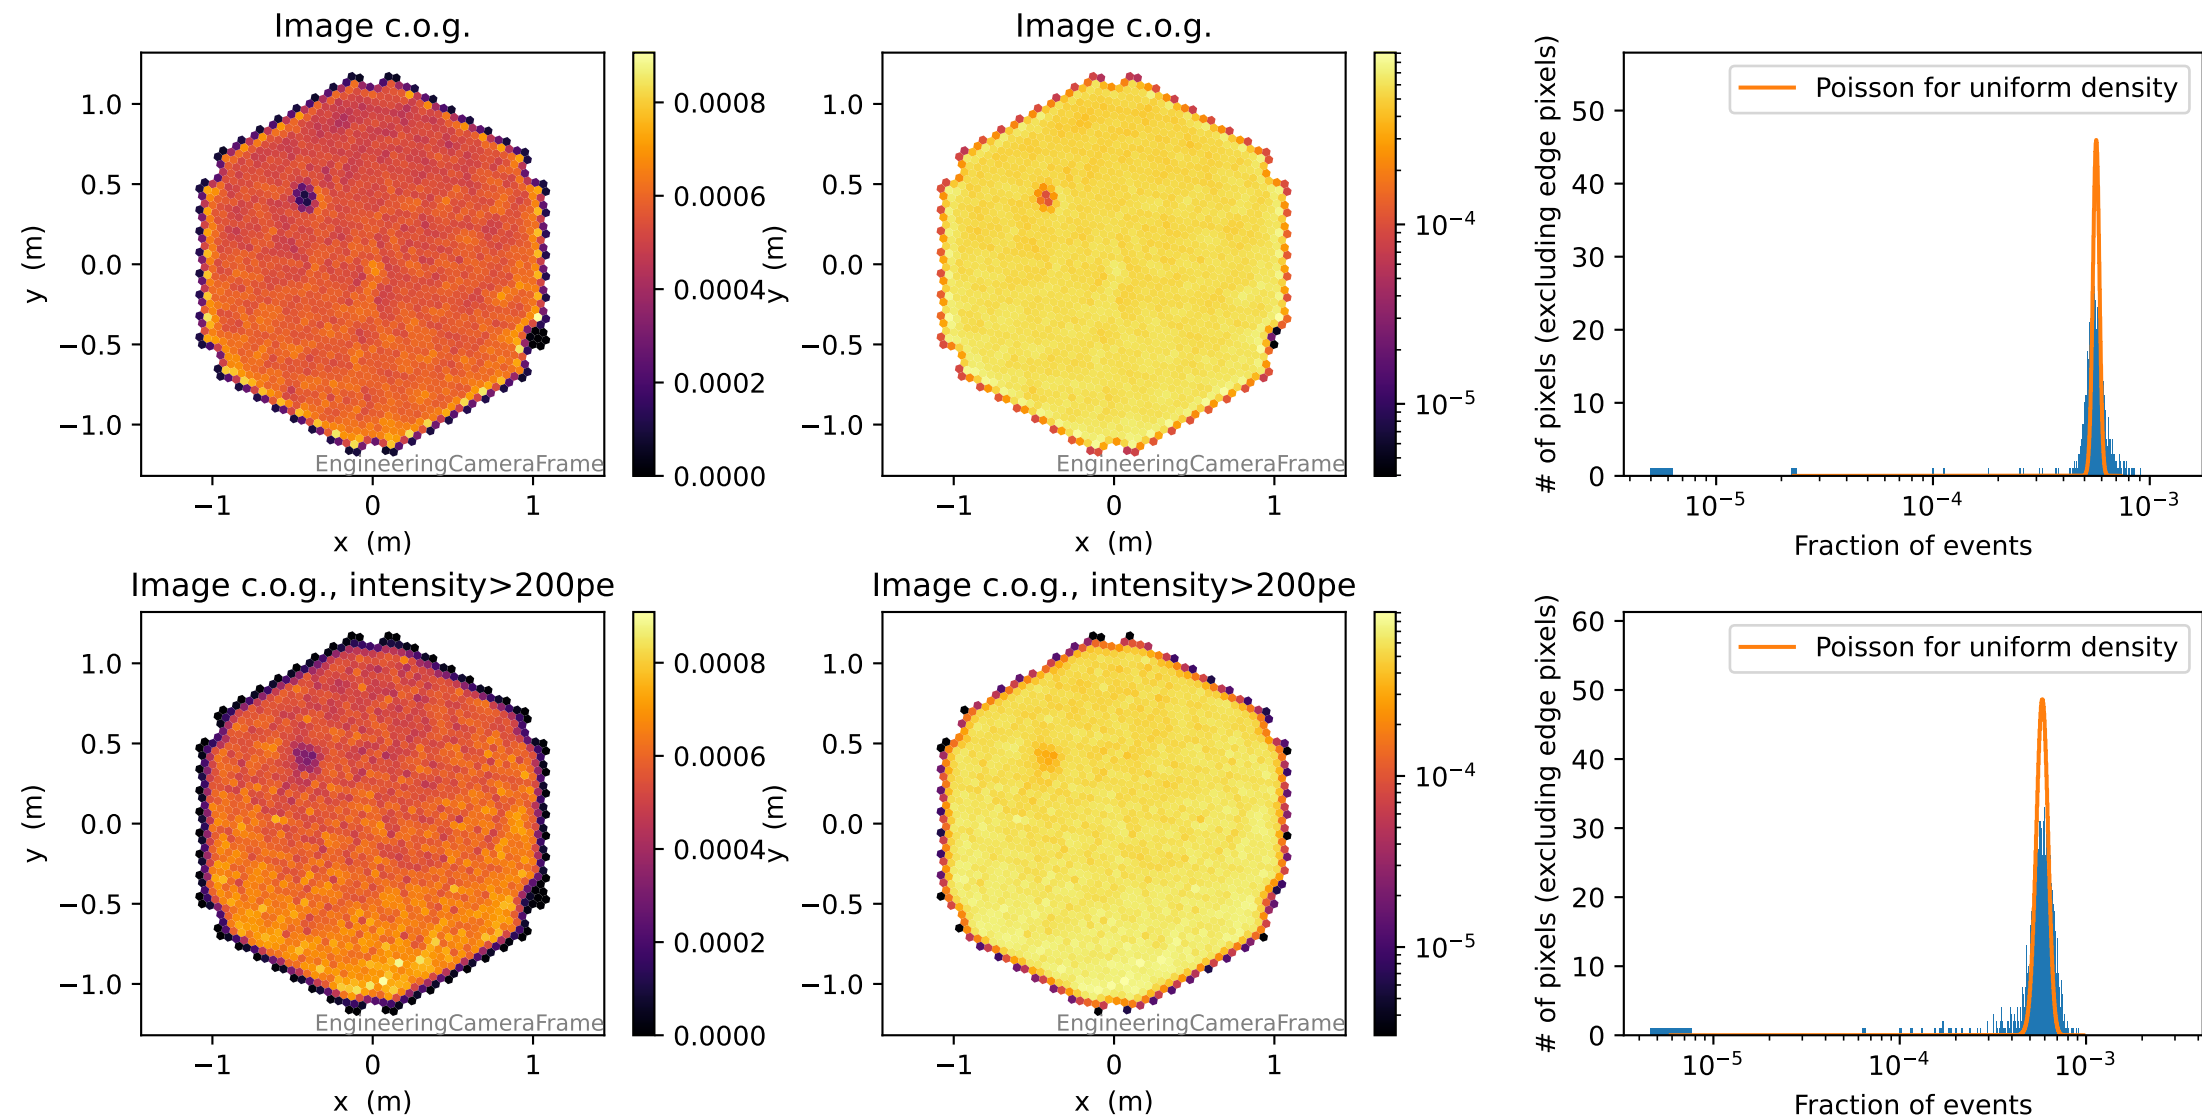 Image c.o.g.
1.0
0.5
0.0
−0.5
−1.0
y (m)
−1
0
1
x (m)
EngineeringCameraFrame
0.0008
0.0006
0.0004
0.0002
0.0000
Image c.o.g.
1.0
0.5
0.0
−0.5
−1.0
y (m)
−1
0
1
x (m)
EngineeringCameraFrame
10⁻⁴
10⁻⁵
# of pixels (excluding edge pixels)
50
40
30
20
10
0
Poisson for uniform density
10⁻⁵
10⁻⁴
10⁻³
Fraction of events
Image c.o.g., intensity>200pe
1.0
0.5
0.0
−0.5
−1.0
y (m)
−1
0
1
x (m)
EngineeringCameraFrame
0.0008
0.0006
0.0004
0.0002
0.0000
Image c.o.g., intensity>200pe
1.0
0.5
0.0
−0.5
−1.0
y (m)
−1
0
1
x (m)
EngineeringCameraFrame
10⁻⁴
10⁻⁵
# of pixels (excluding edge pixels)
60
50
40
30
20
10
0
Poisson for uniform density
10⁻⁵
10⁻⁴
10⁻³
Fraction of events